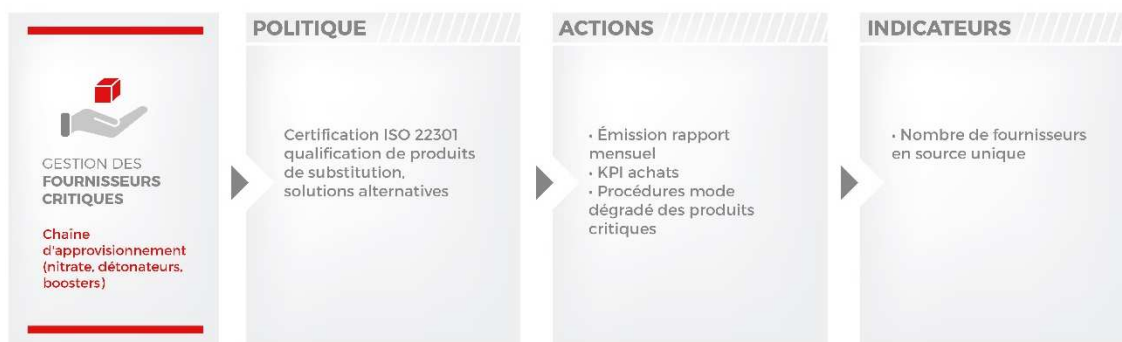 GESTION DES
FOURNISSEURS
CRITIQUES
Chaîne
d'approvisionnement
(nitrate, détonateurs,
boosters)
POLITIQUE
Certification ISO 22301
qualification de produits
de substitution,
solutions alternatives
ACTIONS
• Émission rapport
mensuel
• KPI achats
• Procédures mode
dégradé des produits
critiques
INDICATEURS
• Nombre de fournisseurs
en source unique